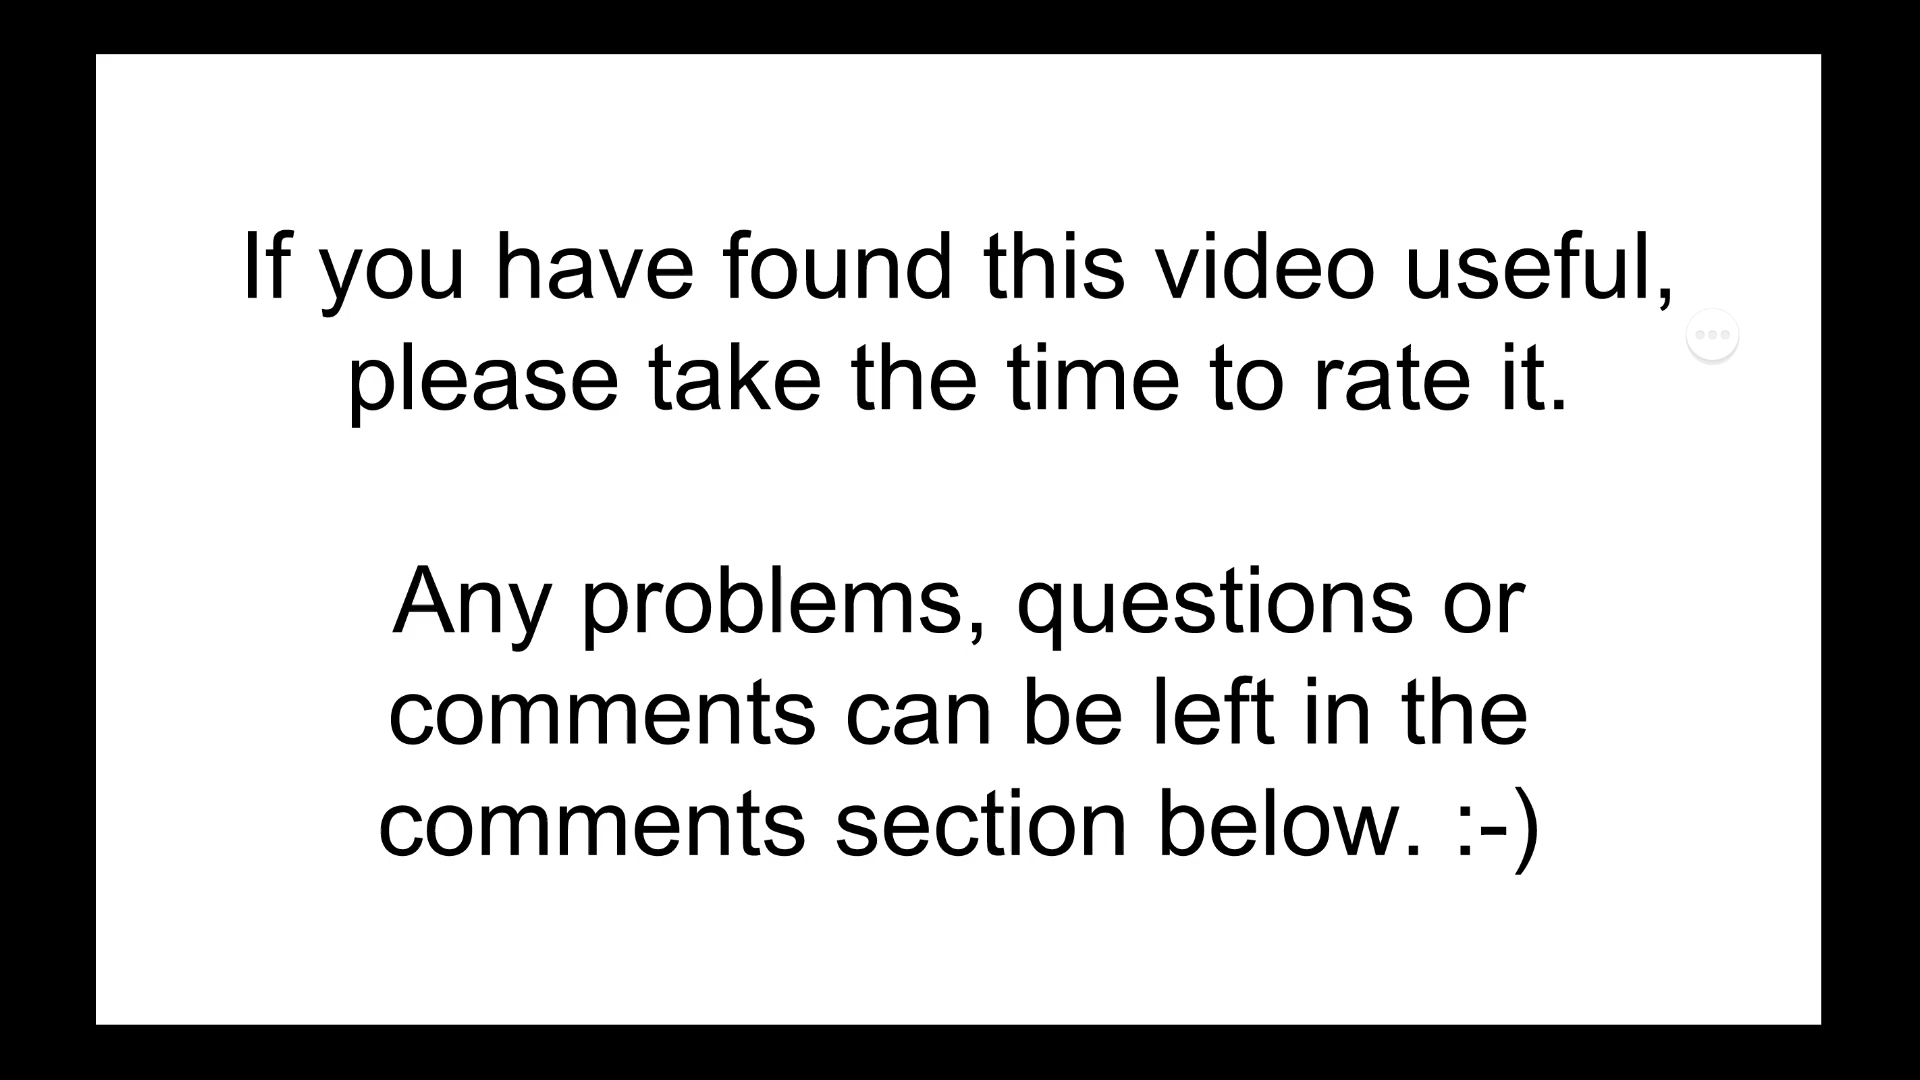 If you have found this video useful,
please take the time to rate it.
Any problems, questions or
comments can be left in the
comments section below. :-)